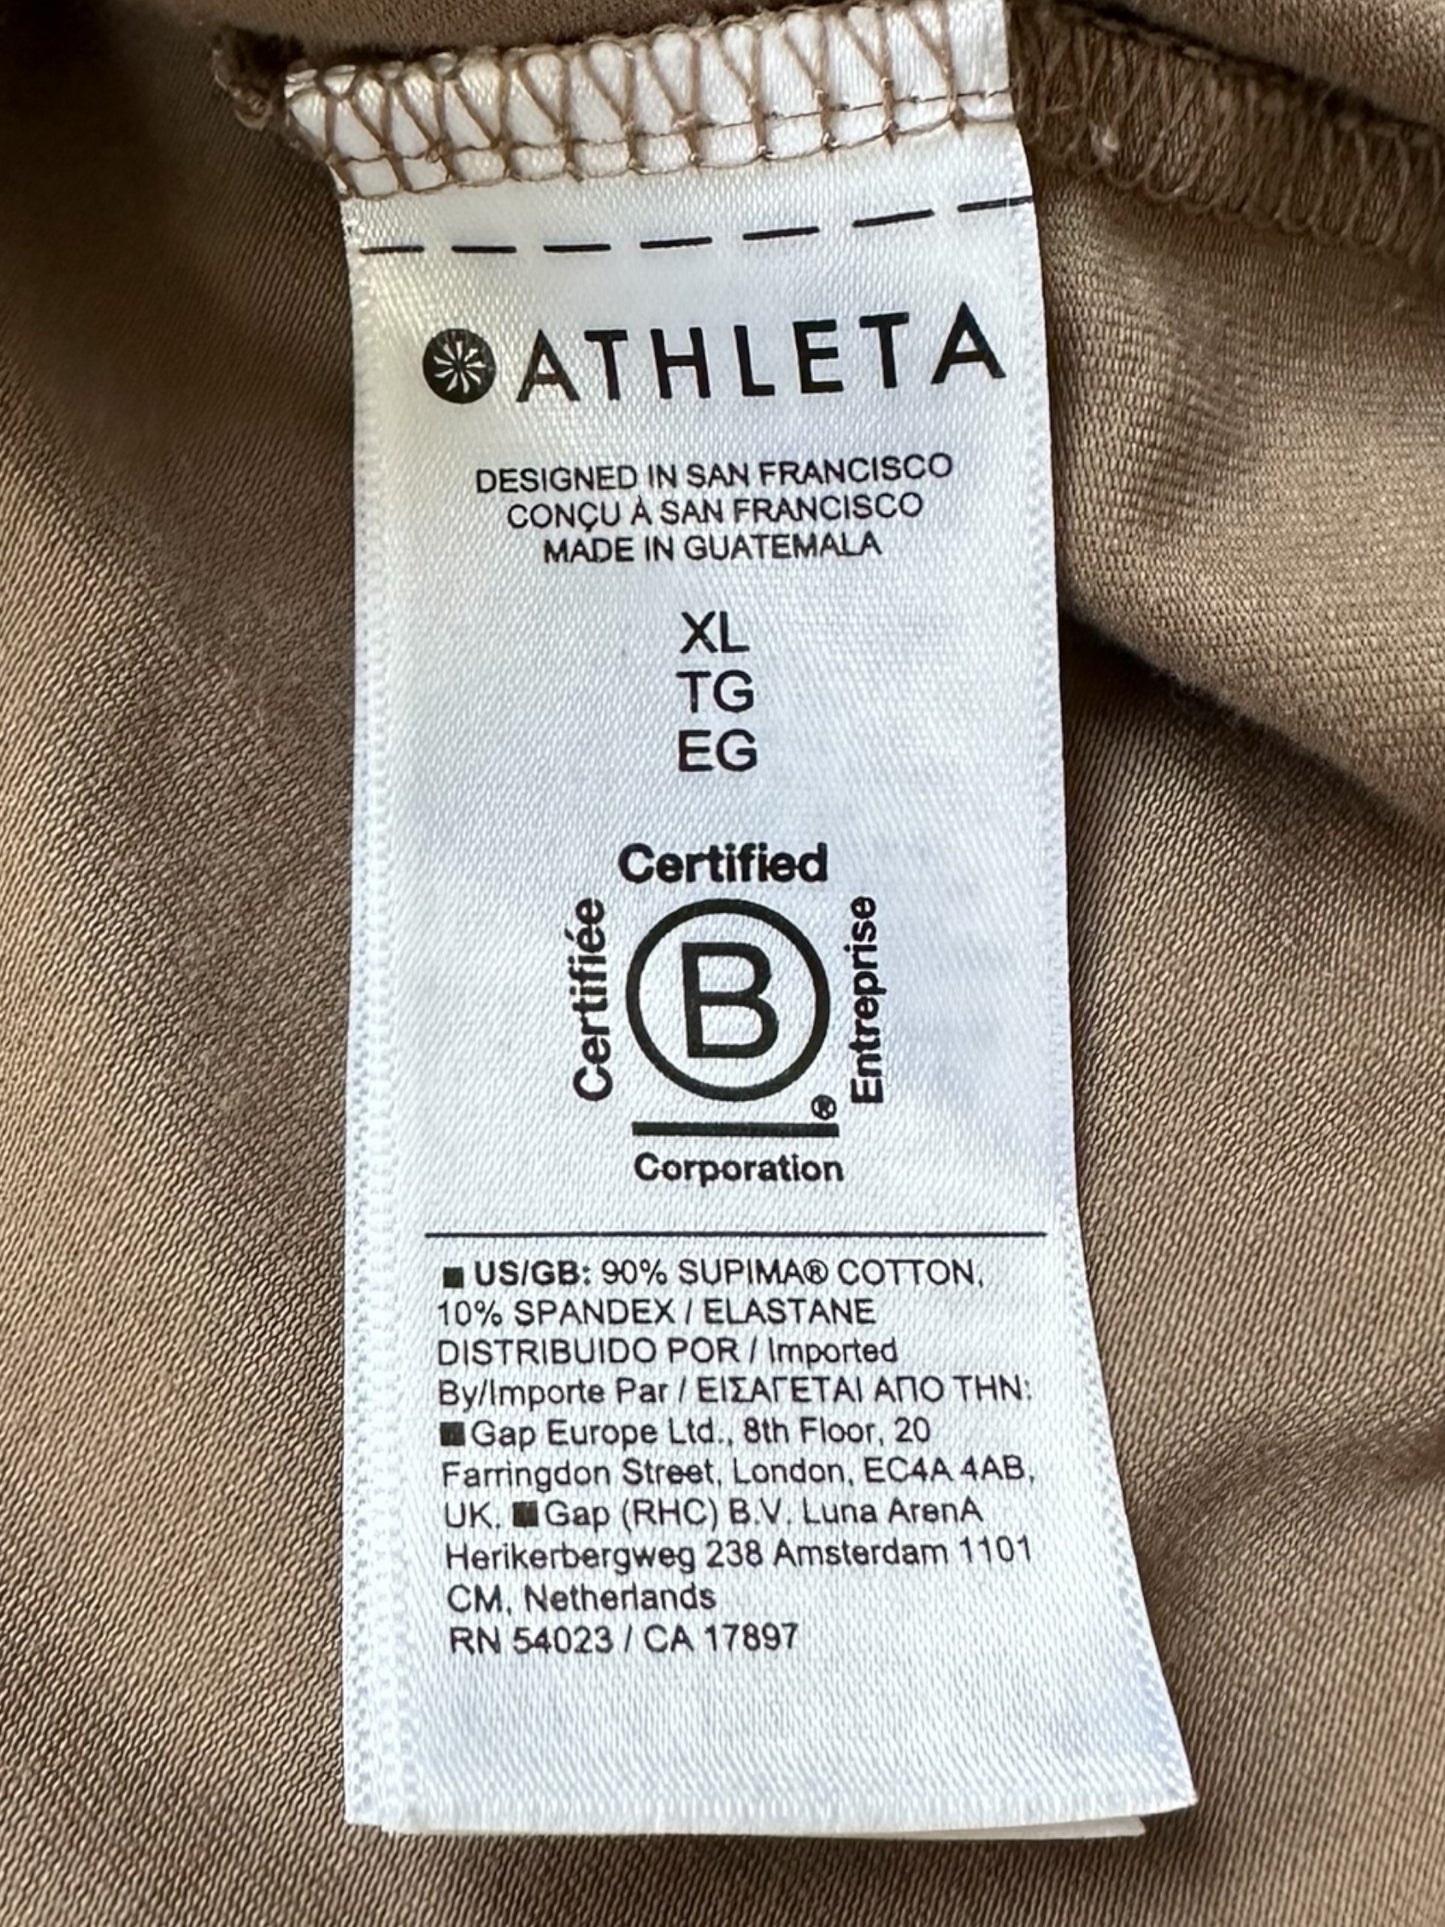 ATHLETA
DESIGNED IN SAN FRANCISCO
CONÇU À SAN FRANCISCO
MADE IN GUATEMALA
XL
TG
EG
Certified
Certifiée
B
Entreprise
®
Corporation
■ US/GB: 90% SUPIMA® COTTON,
10% SPANDEX / ELASTANE
DISTRIBUIDO POR / Imported
By/Importe Par / ΕΙΣΑΓΕΤΑΙ ΑΠΟ ΤΗΝ:
■ Gap Europe Ltd., 8th Floor, 20
Farringdon Street, London, EC4A 4AB,
UK. ■ Gap (RHC) B.V. Luna ArenA
Herikerbergweg 238 Amsterdam 1101
CM, Netherlands
RN 54023 / CA 17897